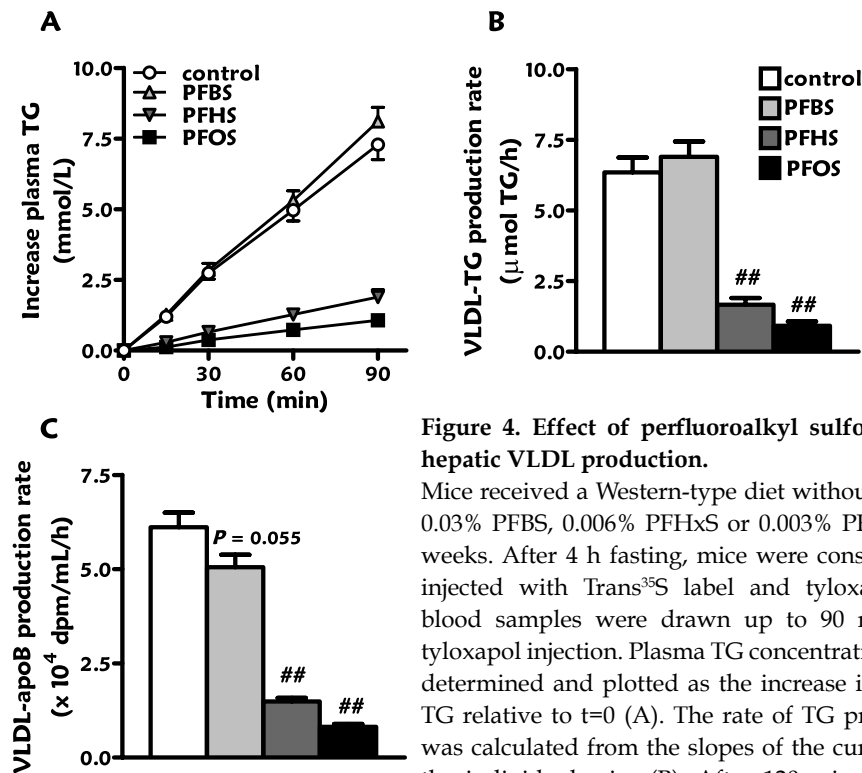 A
Increase plasma TG
(mmol/L)
10.0
7.5
5.0
2.5
0.0
control
PFBS
PFHS
PFOS
0
30
60
90
Time (min)
B
VLDL-TG production rate
(μmol TG/h)
10.0
7.5
5.0
2.5
0.0
control
PFBS
PFHS
PFOS
##
##
C
VLDL-apoB production rate
(x 10⁴ dpm/mL/h)
7.5
5.0
2.5
0.0
P = 0.055
##
##
Figure 4. Effect of perfluoroalkyl sulfo
hepatic VLDL production.
Mice received a Western-type diet withou
0.03% PFBS, 0.006% PFHxS or 0.003% PF
weeks. After 4 h fasting, mice were cons
injected with Trans³⁵S label and tyloxa
blood samples were drawn up to 90 m
tyloxapol injection. Plasma TG concentrati
determined and plotted as the increase i
TG relative to t=0 (A). The rate of TG pr
was calculated from the slopes of the cur